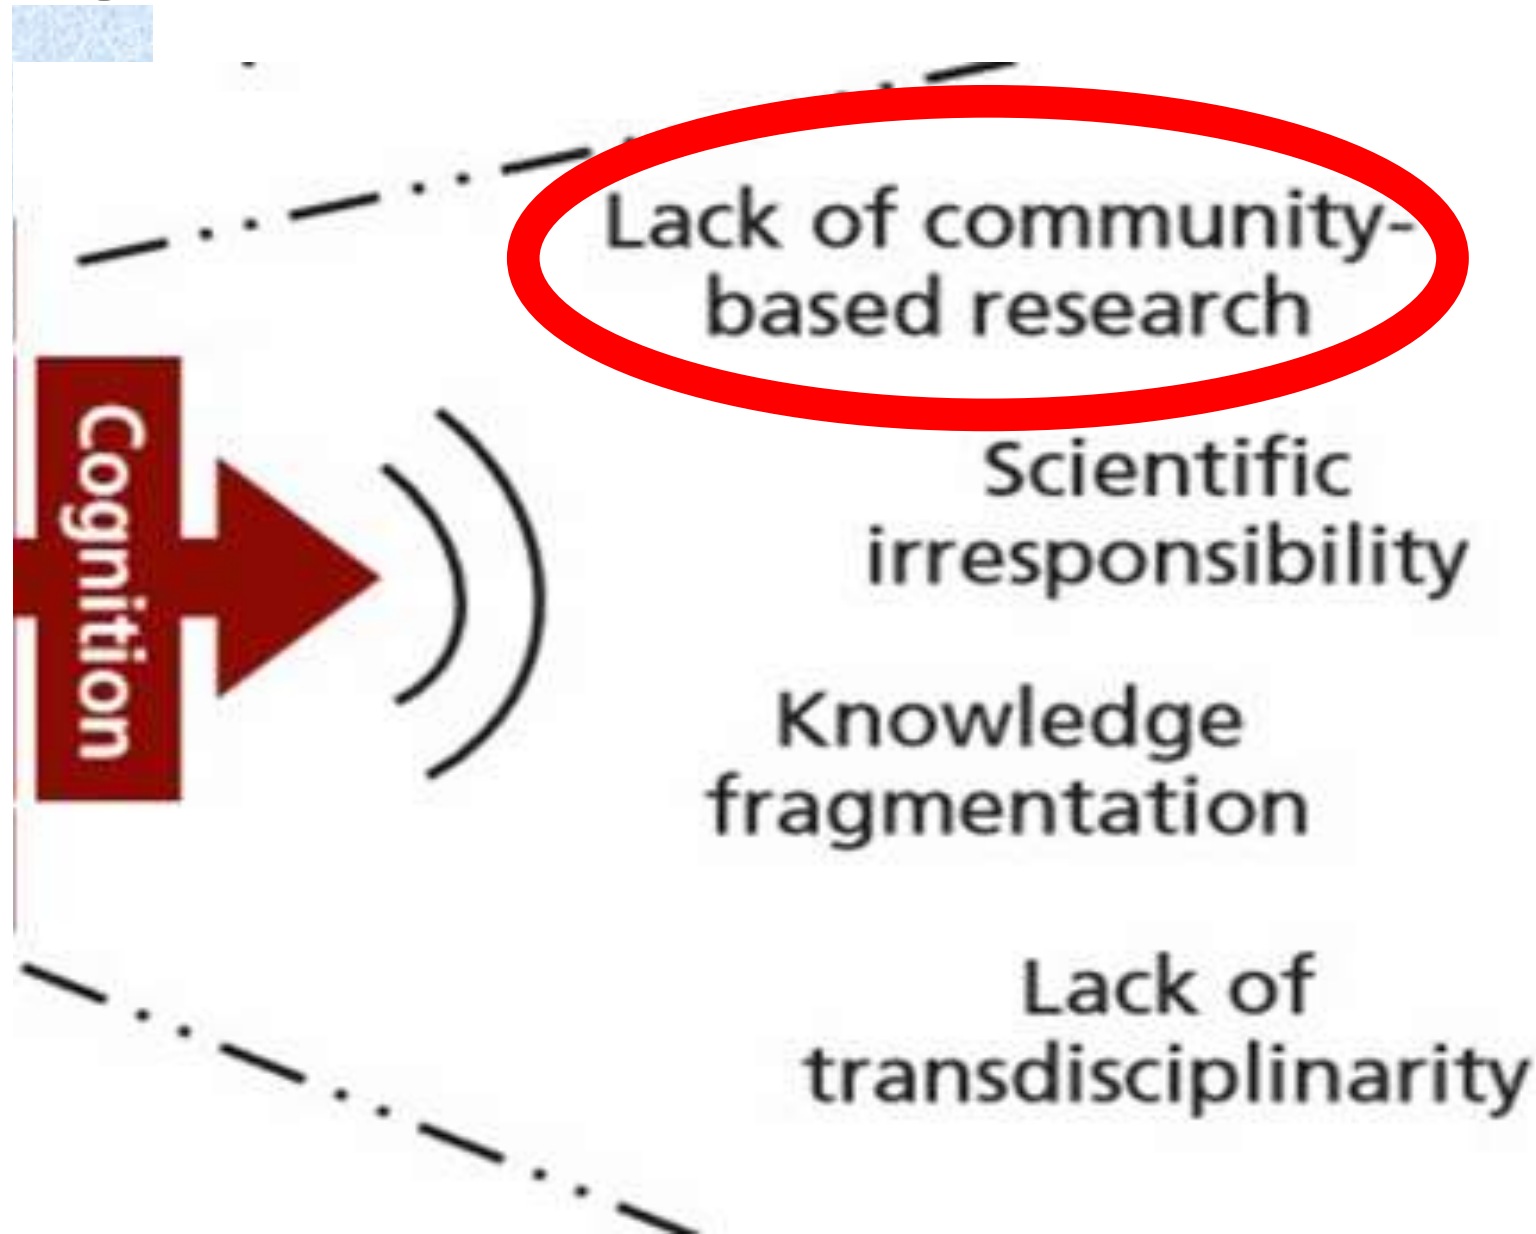 Lack of community-
based research
Cognition
Scientific
irresponsibility
Knowledge
fragmentation
Lack of
transdisciplinarity